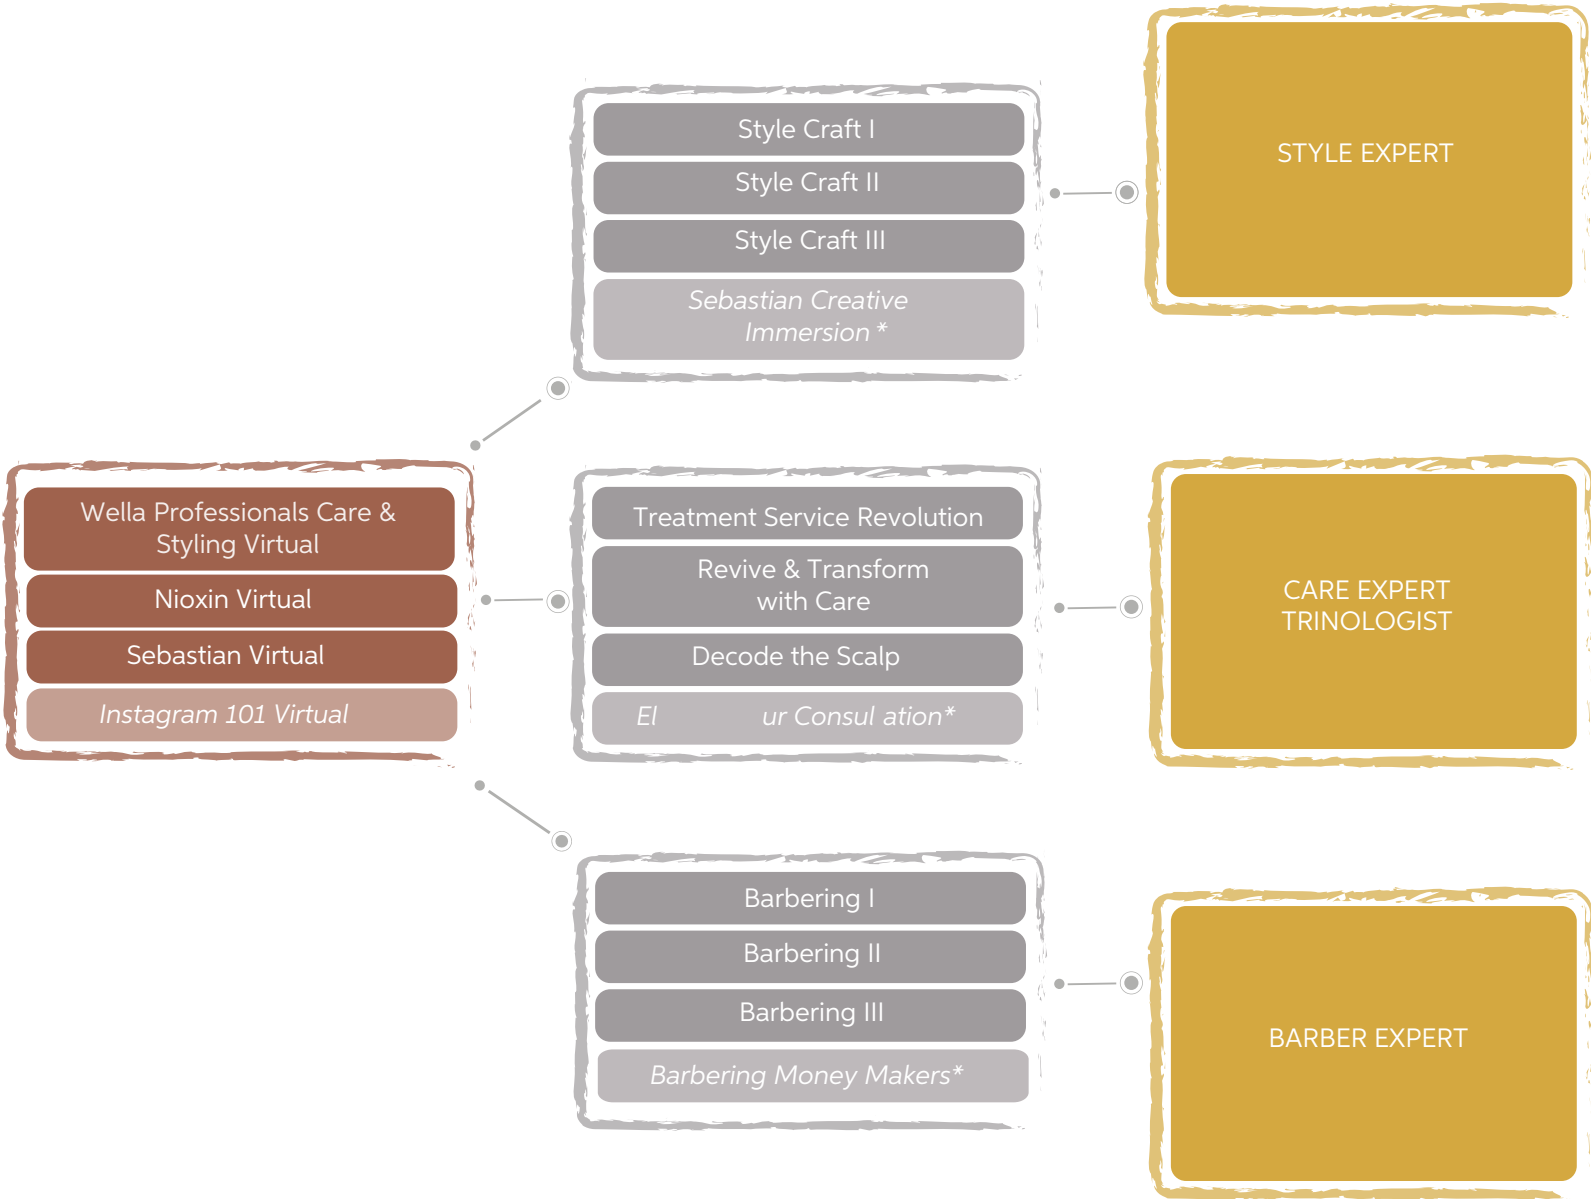 Wella Professionals Care &
Styling Virtual
Nioxin Virtual
Sebastian Virtual
Instagram 101 Virtual
Style Craft I
Style Craft II
Style Craft III
Sebastian Creative
Immersion *
STYLE EXPERT
Treatment Service Revolution
Revive & Transform
with Care
Decode the Scalp
El ur Consul ation*
CARE EXPERT
TRINOLOGIST
Barbering I
Barbering II
Barbering III
Barbering Money Makers*
BARBER EXPERT